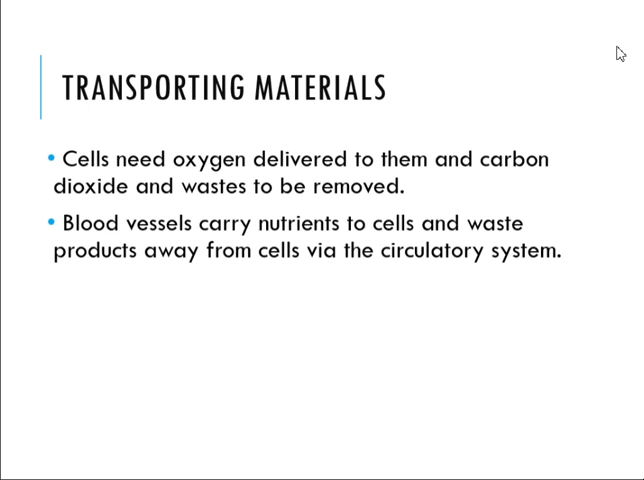 TRANSPORTING MATERIALS
• Cells need oxygen delivered to them and carbon
dioxide and wastes to be removed.
• Blood vessels carry nutrients to cells and waste
products away from cells via the circulatory system.